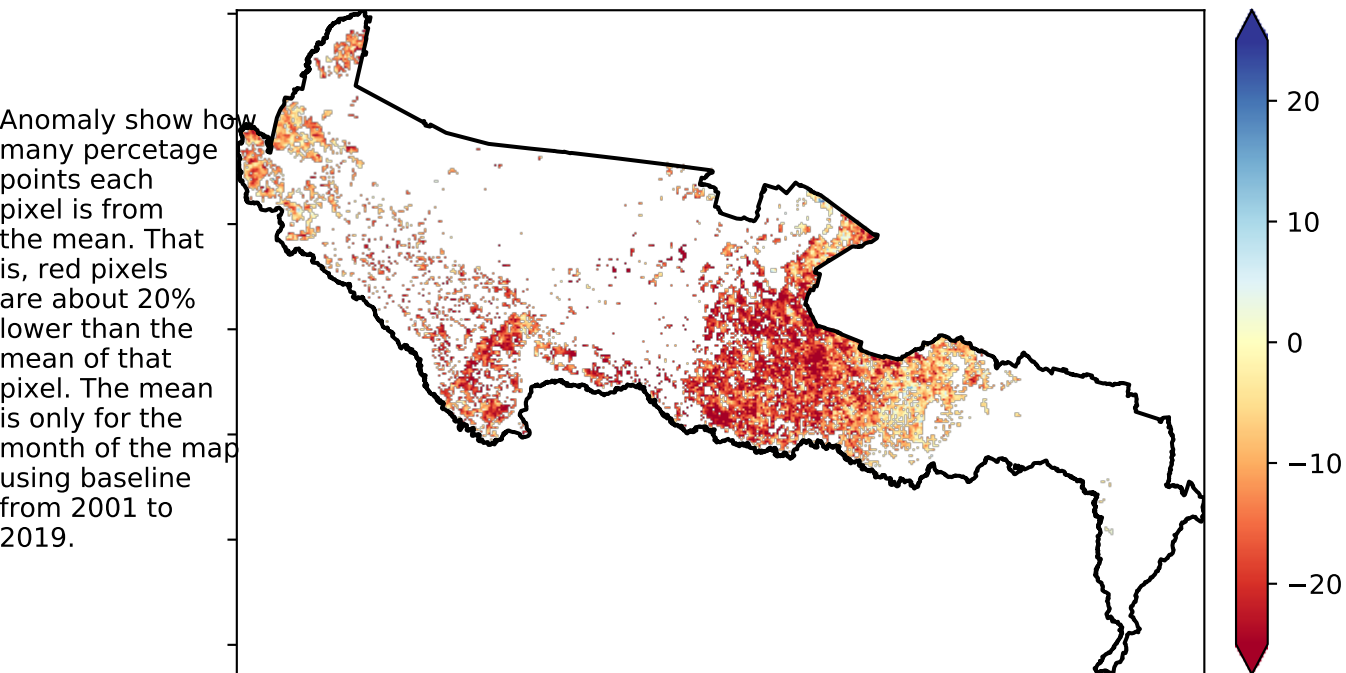 Anomaly show how
many percetage
points each
pixel is from
the mean. That
is, red pixels
are about 20%
lower than the
mean of that
pixel. The mean
is only for the
month of the map
using baseline
from 2001 to
2019.
20
10
0
−10
−20